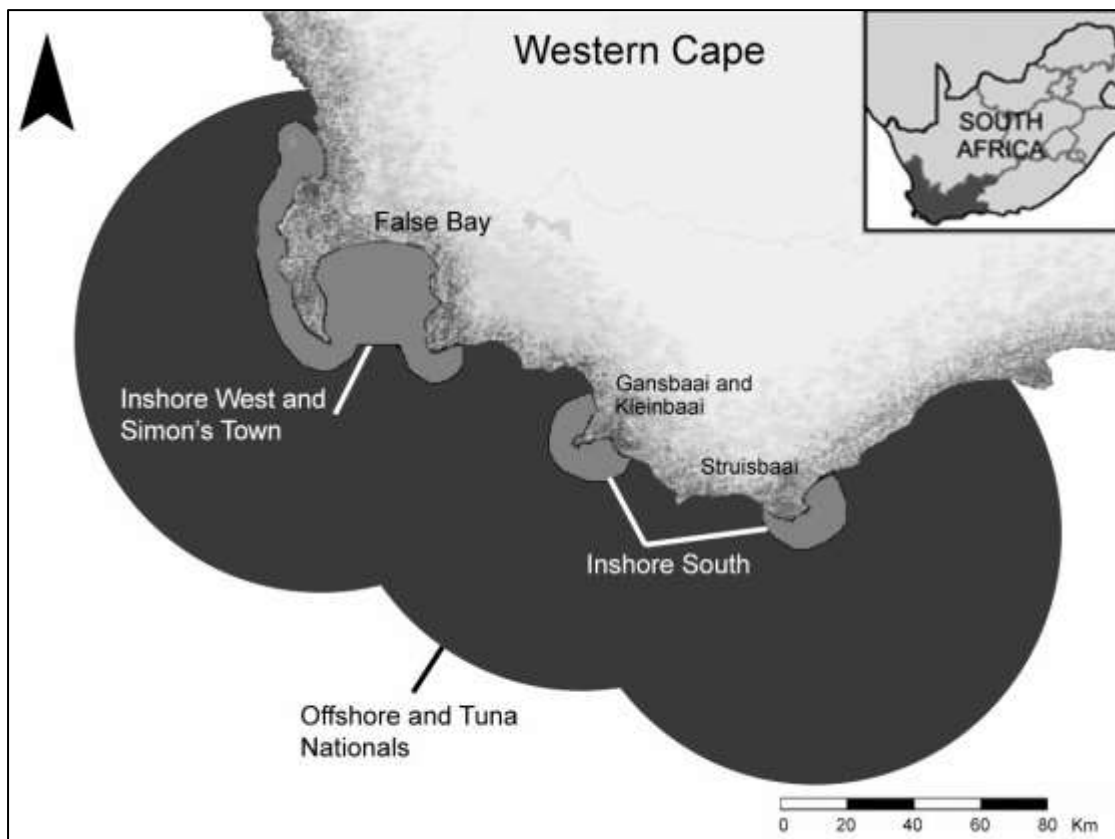 Western Cape
SOUTH
AFRICA
False Bay
Inshore West and
Simon's Town
Gansbaai and
Kleinbaai
Struisbaai
Inshore South
Offshore and Tuna
Nationals
0 20 40 60 80 Km